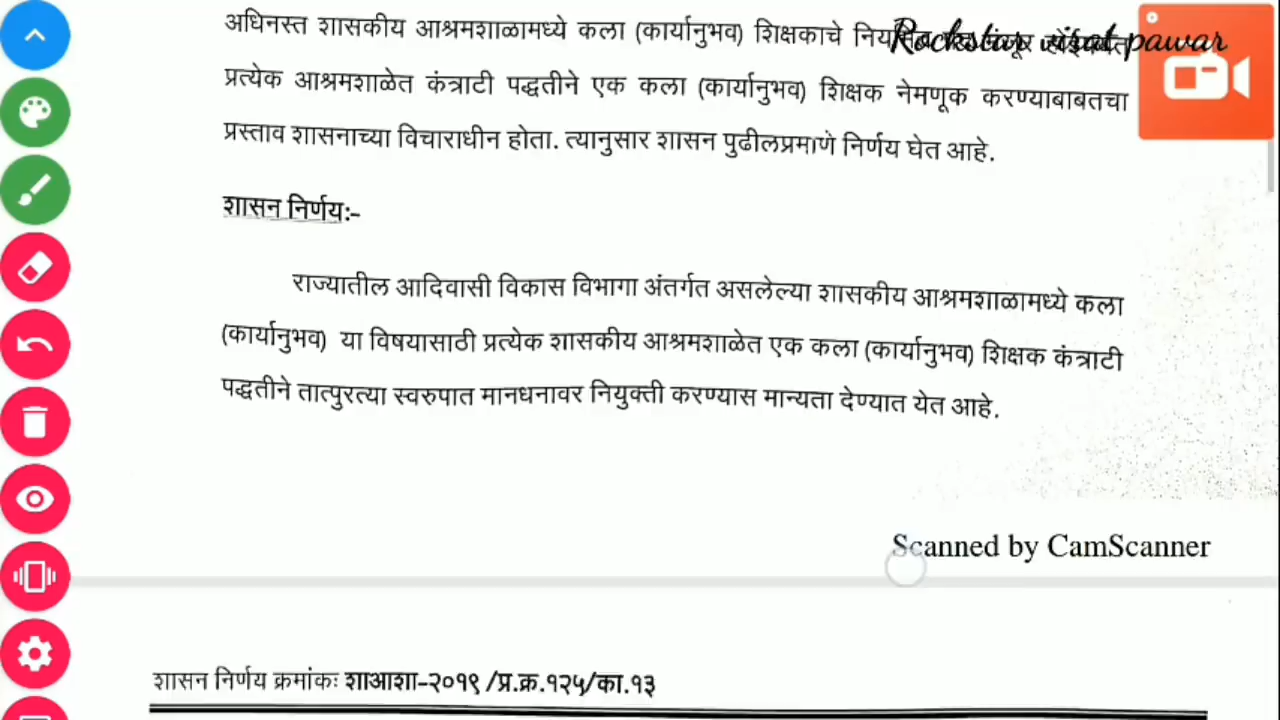 अधिनस्त शासकीय आश्रमशाळामध्ये कला (कार्यानुभव) शिक्षकाचे
Rockstar virat pawar
प्रत्येक आश्रमशाळेत कंत्राटी पद्धतीने एक कला (कार्यानुभव) शिक्षक नेमणूक करण्याबाबतचा
प्रस्ताव शासनाच्या विचाराधीन होता. त्यानुसार शासन पुढीलप्रमाणे निर्णय घेत आहे.
शासन निर्णयः-
राज्यातील आदिवासी विकास विभागा अंतर्गत असलेल्या शासकीय आश्रमशाळामध्ये कला
(कार्यानुभव) या विषयासाठी प्रत्येक शासकीय आश्रमशाळेत एक कला (कार्यानुभव) शिक्षक कंत्राटी
पद्धतीने तात्पुरत्या स्वरुपात मानधनावर नियुक्ती करण्यास मान्यता देण्यात येत आहे.
Scanned by CamScanner
शासन निर्णय क्रमांकः शाआशा-२०१९ /प्र.क्र.१२५/का.१३